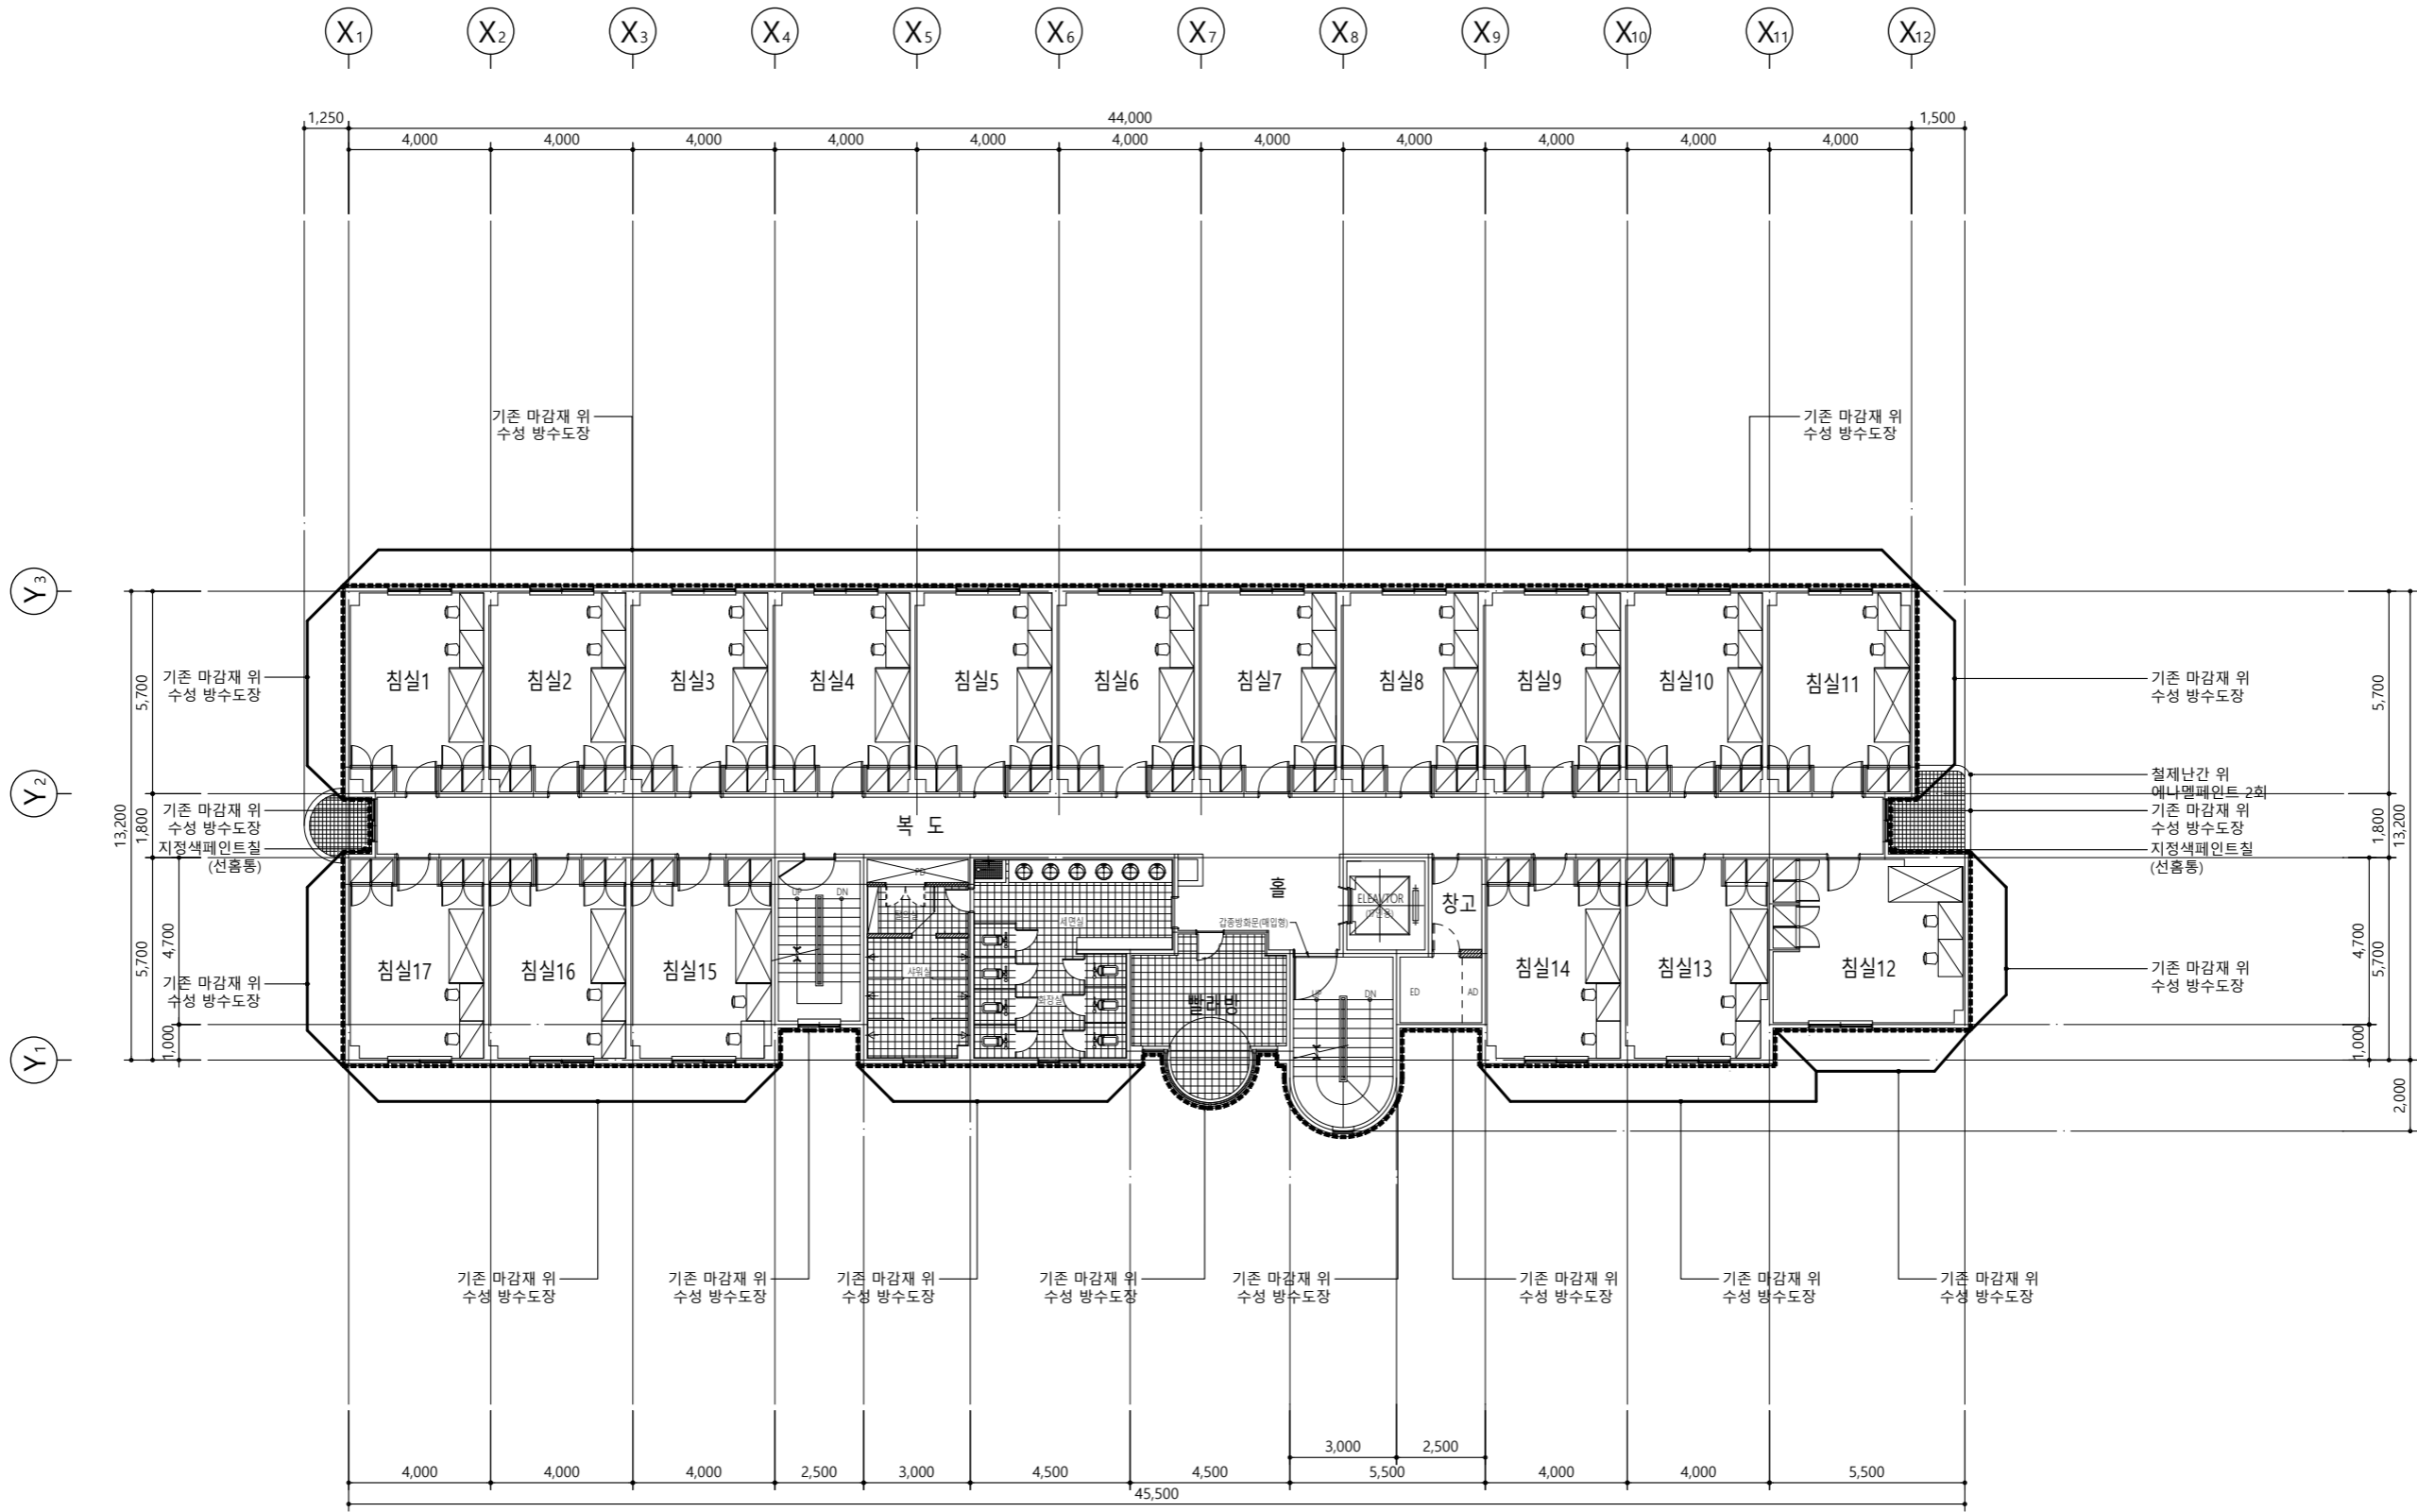 X1 X2 X3 X4 X5 X6 X7 X8 X9 X10 X11 X12
1,250 44,000 1,500
4,000 4,000 4,000 4,000 4,000 4,000 4,000 4,000 4,000 4,000 4,000
기존 마감재 위
수성 방수도장
기존 마감재 위
수성 방수도장
Y3
Y2
Y1
13,200
5,700
1,800
5,700
4,700
1,000
기존 마감재 위
수성 방수도장
기존 마감재 위
수성 방수도장
지정색페인트칠
(선홈통)
기존 마감재 위
수성 방수도장
침실1 침실2 침실3 침실4 침실5 침실6 침실7 침실8 침실9 침실10 침실11
복 도
홀
UP DN
PD
세면실
갑종방화문(매입형)
ELEAVTOR
창고
침실17 침실16 침실15
샤워실
화장실
빨래방
UP DN
ED AD
침실14 침실13 침실12
기존 마감재 위
수성 방수도장
철제난간 위
에나멜페인트 2회
기존 마감재 위
수성 방수도장
지정색페인트칠
(선홈통)
기존 마감재 위
수성 방수도장
5,700
1,800
13,200
4,700
5,700
1,000
2,000
기존 마감재 위
수성 방수도장
기존 마감재 위
수성 방수도장
기존 마감재 위
수성 방수도장
기존 마감재 위
수성 방수도장
기존 마감재 위
수성 방수도장
기존 마감재 위
수성 방수도장
기존 마감재 위
수성 방수도장
기존 마감재 위
수성 방수도장
3,000 2,500
4,000 4,000 4,000 2,500 3,000 4,500 4,500 5,500 4,000 4,000 5,500
45,500